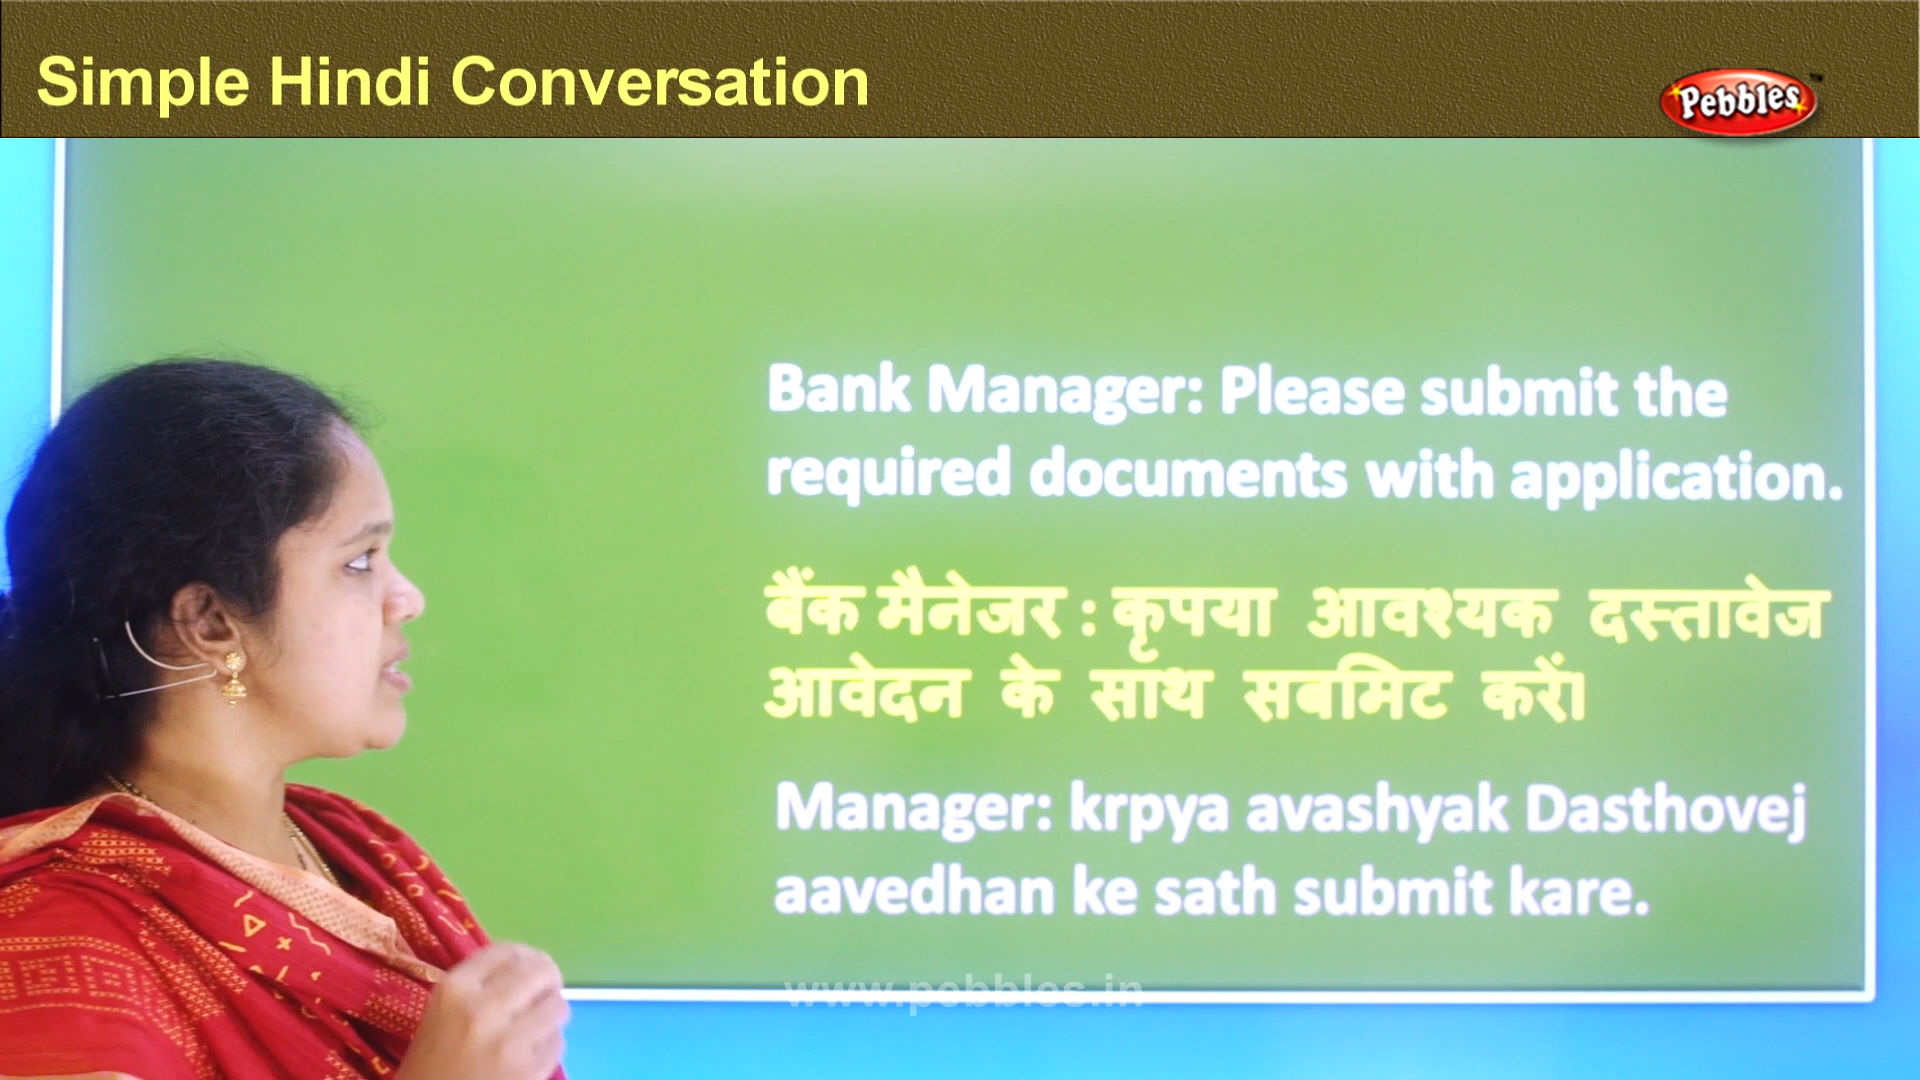 Simple Hindi Conversation
Pebbles
Bank Manager: Please submit the
required documents with application.
बैंक मैनेजर : कृपया आवश्यक दस्तावेज
आवेदन के साथ सबमिट करें।
Manager: krpya avashyak Dasthovej
aavedhan ke sath submit kare.
www.pebbles.in